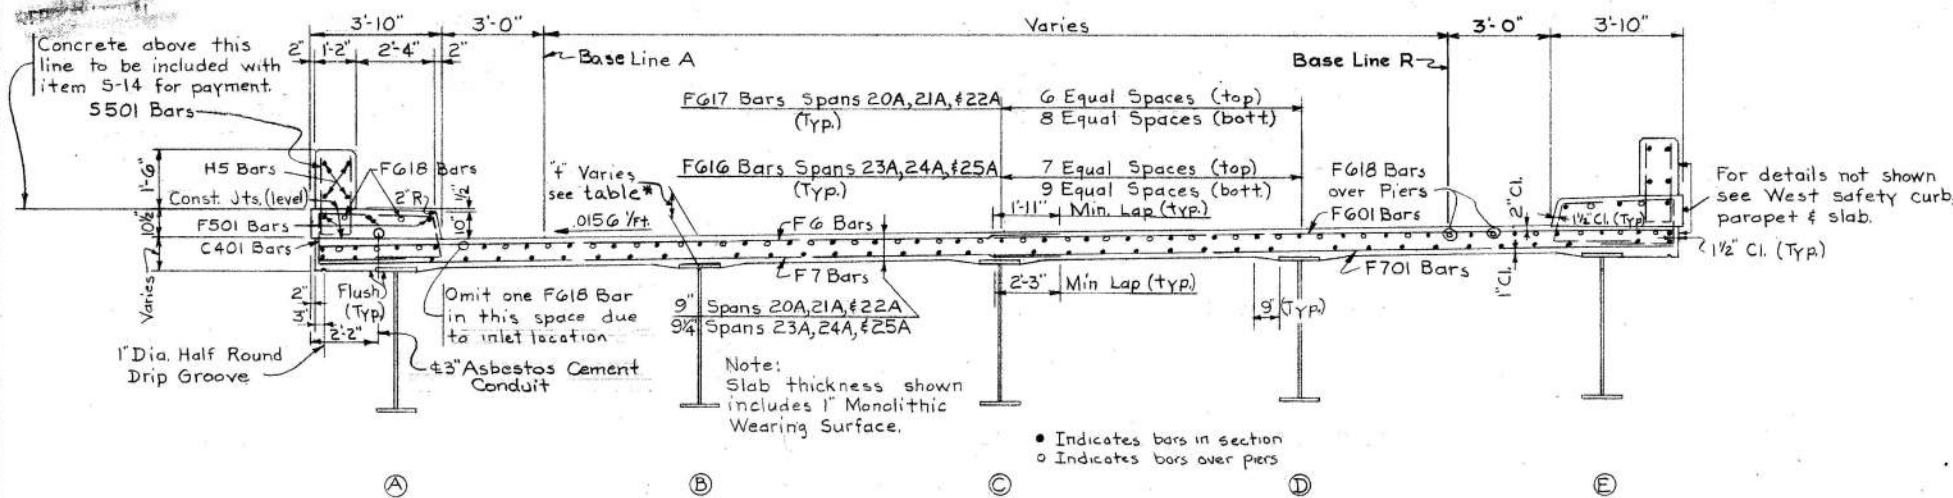 3'-10"
3'-0"
Varies
3'-0"
3'-10"
Concrete above this
line to be included with
item S-14 for payment.
2"
1'-2"
2'-4"
2"
Base Line A
Base Line R
S501 Bars
F617 Bars Spans 20A, 21A, & 22A
(Typ.)
6 Equal Spaces (top)
8 Equal Spaces (bott.)
H5 Bars
F618 Bars
F616 Bars Spans 23A, 24A, & 25A
(Typ.)
7 Equal Spaces (top)
9 Equal Spaces (bott.)
"t" Varies
see table*
F618 Bars
over Piers
For details not shown
see West safety curb,
parapet & slab.
1'-6"
Const. Jts. (level)
2" R
1/2"
10"
10 1/2"
F501 Bars
C401 Bars
.0156 '/Ft.
F6 Bars
1'-11"
Min. Lap (typ.)
F601 Bars
2" Cl.
1 1/2" Cl. (Typ)
1 1/2" Cl. (Typ.)
Varies
F7 Bars
F701 Bars
1" Cl.
2'-3"
Min Lap (typ.)
9" (Typ.)
2"
3"
Flush
(Typ)
2'-2"
Omit one F618 Bar
in this space due
to inlet location
9" Spans 20A, 21A, & 22A
9 1/4" Spans 23A, 24A, & 25A
1" Dia. Half Round
Drip Groove
℄ 3" Asbestos Cement
Conduit
Note:
Slab thickness shown
includes 1" Monolithic
Wearing Surface.
● Indicates bars in section
○ Indicates bars over piers
A
B
C
D
E